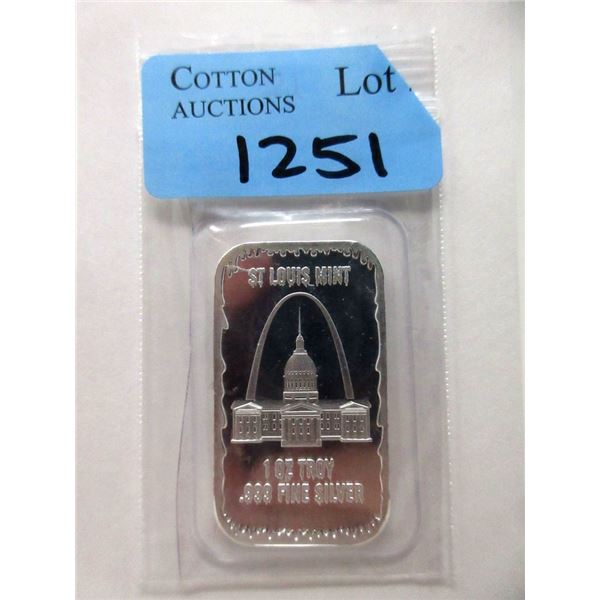 COTTON Lot
AUCTIONS
1251
ST LOUIS MINT
1 OZ TROY
.999 FINE SILVER